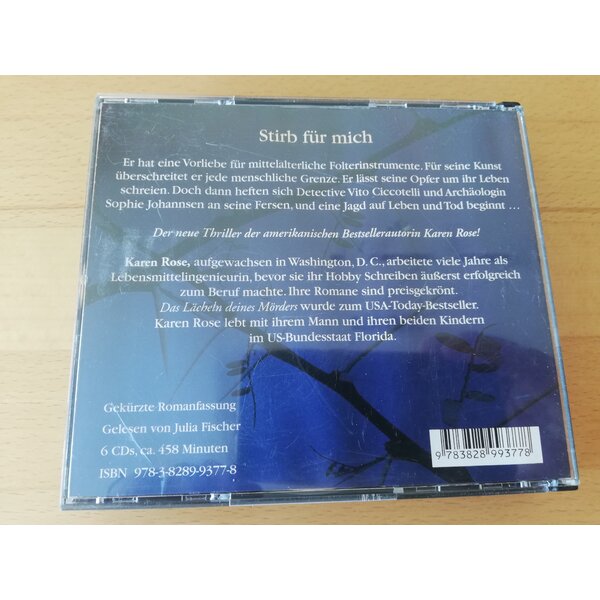 Stirb für mich
Er hat eine Vorliebe für mittelalterliche Folterinstrumente. Für seine Kunst
überschreitet er jede menschliche Grenze. Er lässt seine Opfer um ihr Leben
schreien. Doch dann heften sich Detective Vito Ciccotelli und Archäologin
Sophie Johannsen an seine Fersen, und eine Jagd auf Leben und Tod beginnt ...
Der neue Thriller der amerikanischen Bestsellerautorin Karen Rose!
Karen Rose, aufgewachsen in Washington, D. C., arbeitete viele Jahre als
Lebensmittelingenieurin, bevor sie ihr Hobby Schreiben äußerst erfolgreich
zum Beruf machte. Ihre Romane sind preisgekrönt.
Das Lächeln deines Mörders wurde zum USA-Today-Bestseller.
Karen Rose lebt mit ihrem Mann und ihren beiden Kindern
im US-Bundesstaat Florida.
Gekürzte Romanfassung
Gelesen von Julia Fischer
6 CDs, ca. 458 Minuten
ISBN 978-3-8289-9377-8
9 783828 993778